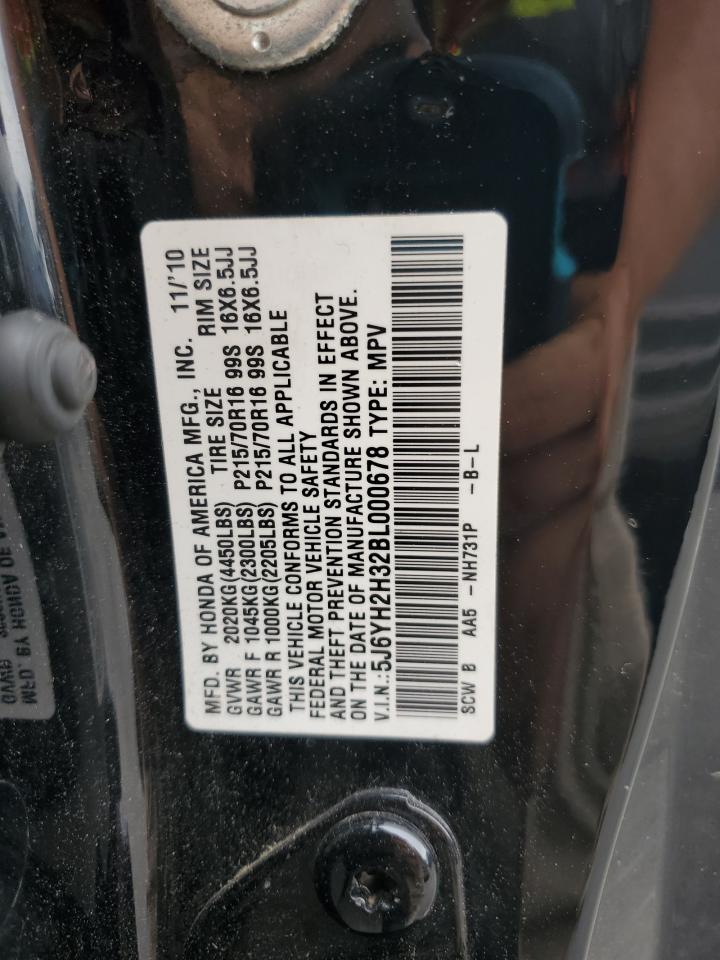 MFD. BY HONDA OF AMERICA MFG., INC. 11/'10
GVWR 2020KG(4450LBS) TIRE SIZE RIM SIZE
GAWR F 1045KG(2300LBS) P215/70R16 99S 16X6.5JJ
GAWR R 1000KG(2205LBS) P215/70R16 99S 16X6.5JJ
THIS VEHICLE CONFORMS TO ALL APPLICABLE
FEDERAL MOTOR VEHICLE SAFETY
AND THEFT PREVENTION STANDARDS IN EFFECT
ON THE DATE OF MANUFACTURE SHOWN ABOVE.
V.I.N.:5J6YH2H32BL000678 TYPE: MPV
SCW B AA5 -NH731P -B-L